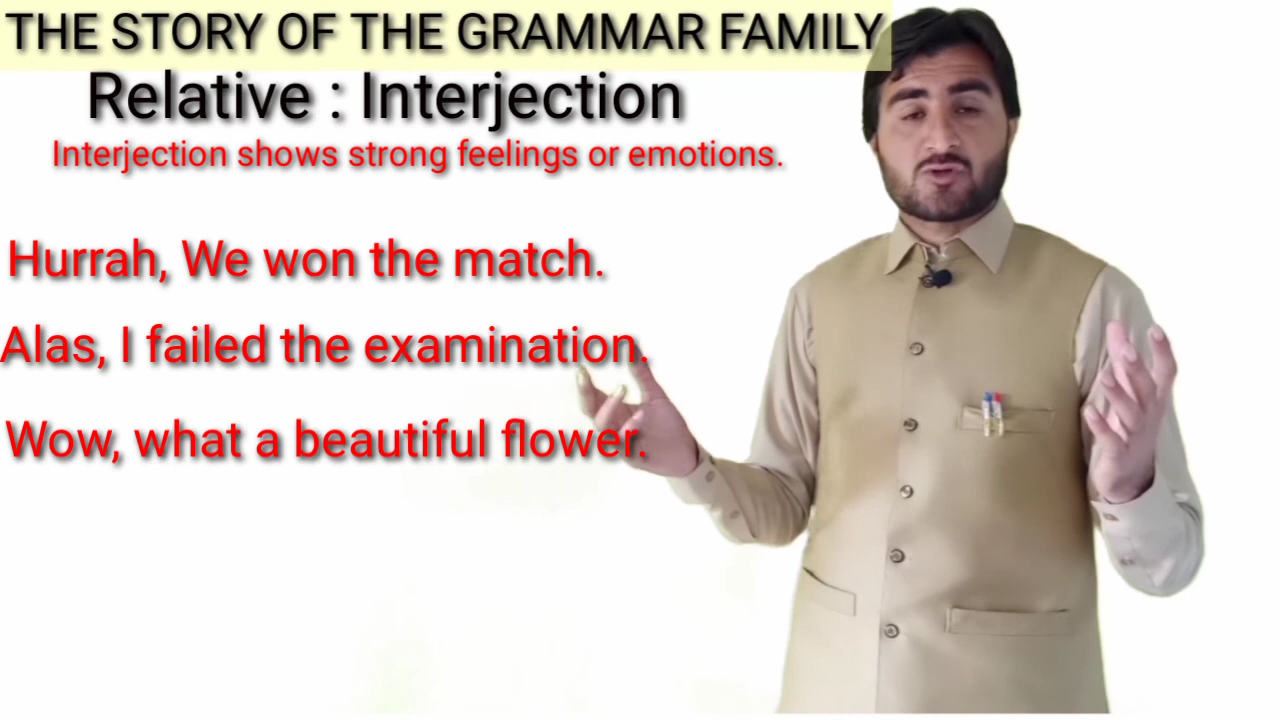 THE STORY OF THE GRAMMAR FAMILY
Relative : Interjection
Interjection shows strong feelings or emotions.
Hurrah, We won the match.
Alas, I failed the examination.
Wow, what a beautiful flower.